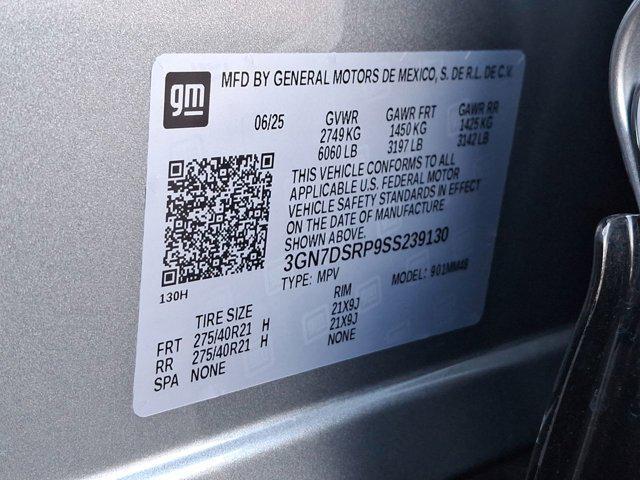 gm
MFD BY GENERAL MOTORS DE MEXICO, S. DE R.L. DE C.V.
06/25 GVWR GAWR FRT GAWR RR
2749 KG 1450 KG 1425 KG
6060 LB 3197 LB 3142 LB
THIS VEHICLE CONFORMS TO ALL
APPLICABLE U.S. FEDERAL MOTOR
VEHICLE SAFETY STANDARDS IN EFFECT
ON THE DATE OF MANUFACTURE
SHOWN ABOVE.
3GN7DSRP9SS239130
TYPE: MPV MODEL: 901MM48
130H
TIRE SIZE RIM
FRT 275/40R21 H 21X9J
RR 275/40R21 H 21X9J
SPA NONE NONE